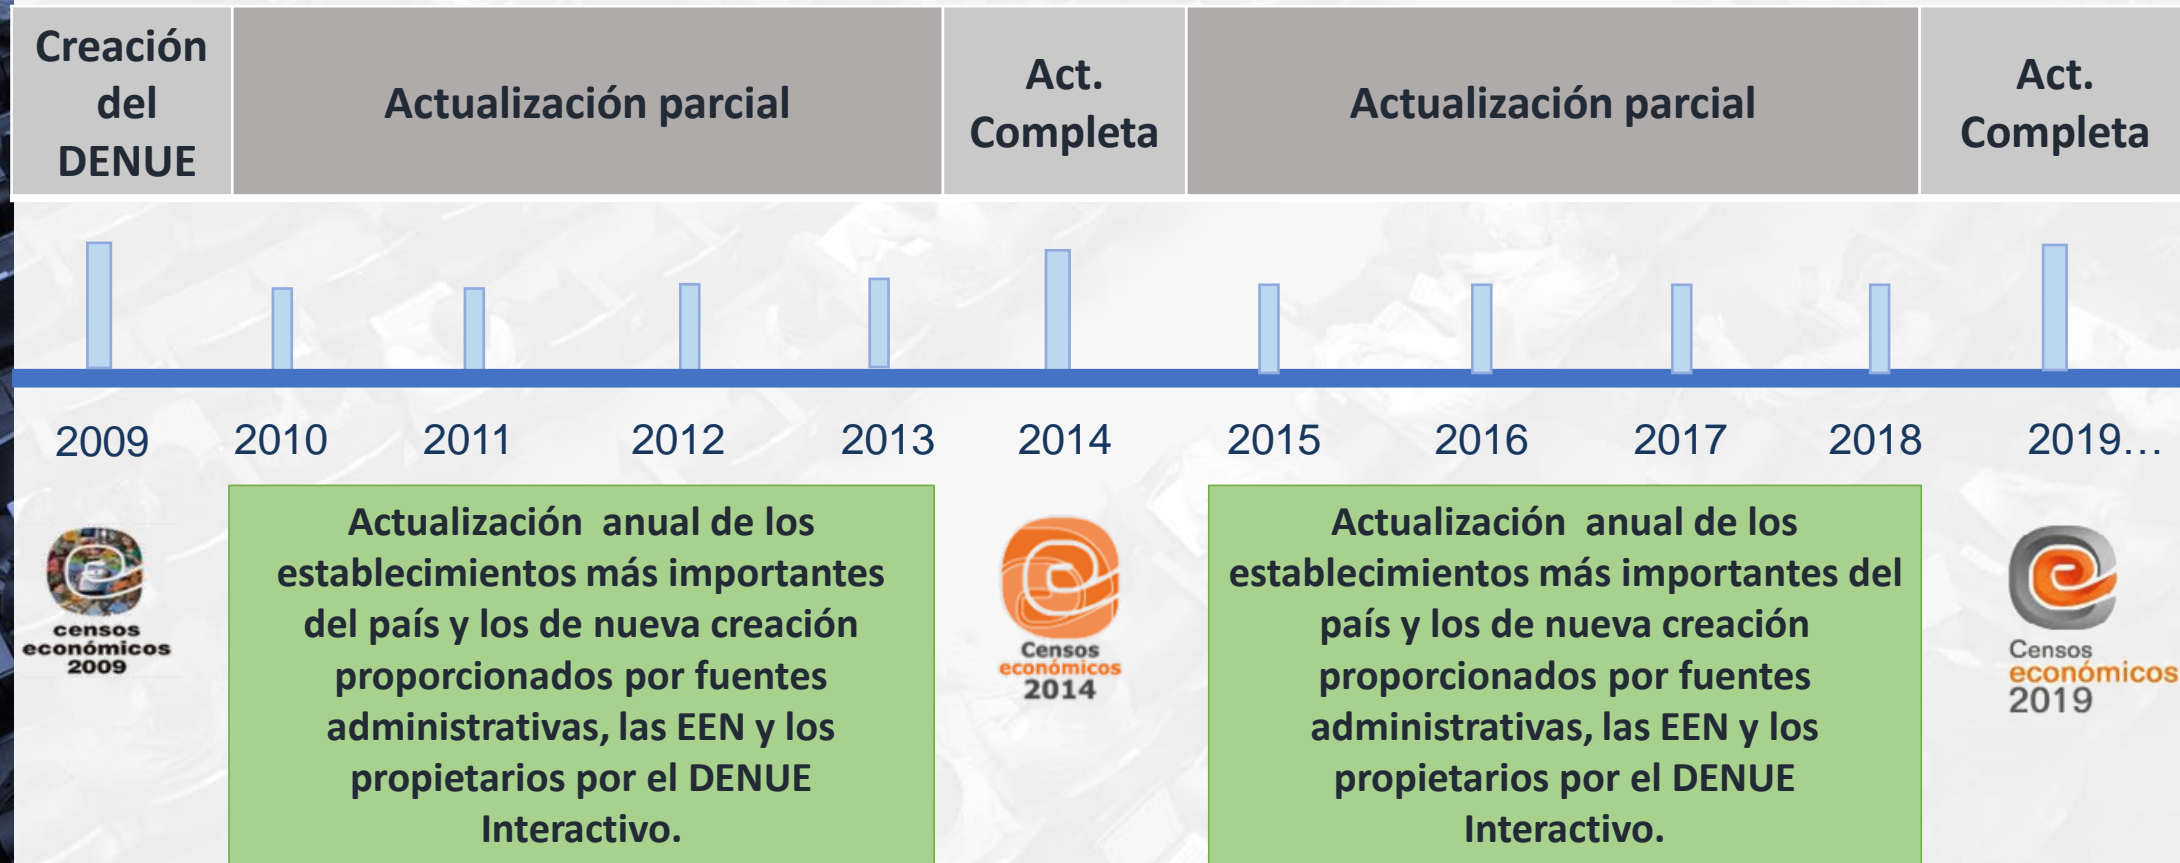 Creación
del
DENUE
Actualización parcial
Act.
Completa
Actualización parcial
Act.
Completa
2009
2010
2011
2012
2013
2014
2015
2016
2017
2018
2019…
censos
económicos
2009
Actualización  anual de los
establecimientos más importantes
del país y los de nueva creación
proporcionados por fuentes
administrativas, las EEN y los
propietarios por el DENUE
Interactivo.
Censos
económicos
2014
Actualización  anual de los
establecimientos más importantes del
país y los de nueva creación
proporcionados por fuentes
administrativas, las EEN y los
propietarios por el DENUE
Interactivo.
Censos
económicos
2019